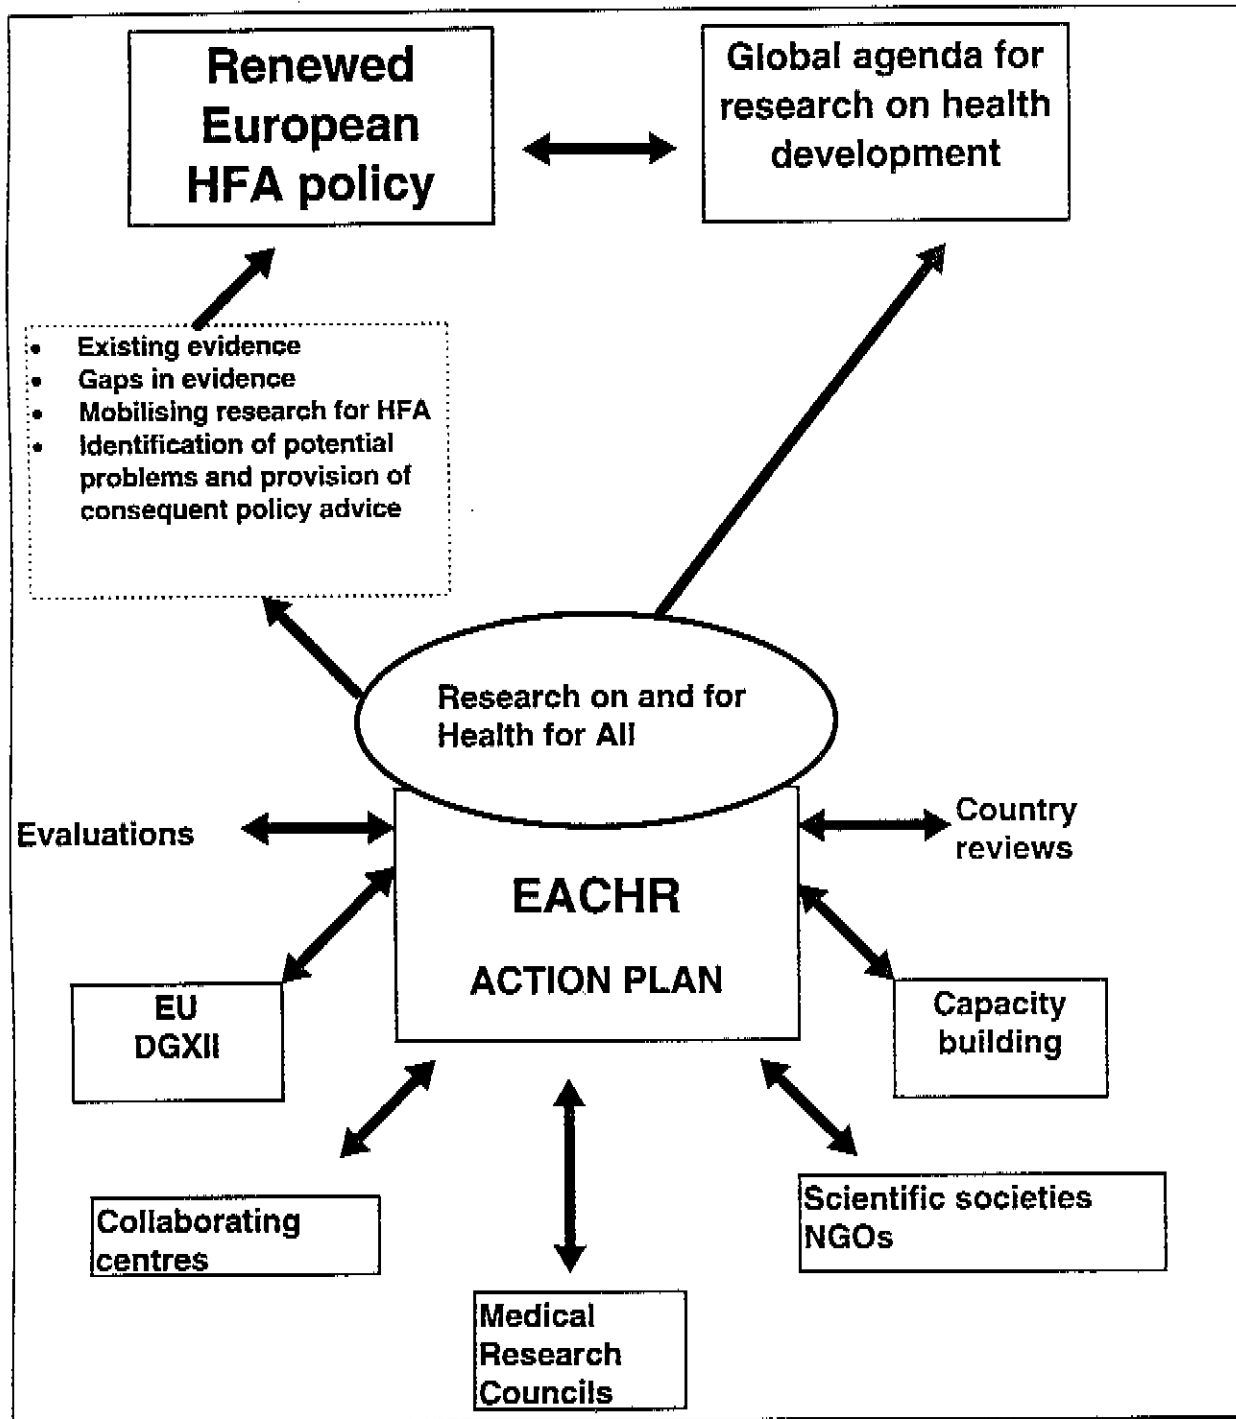 Renewed
European
HFA policy
Global agenda for
research on health
development
• Existing evidence
• Gaps in evidence
• Mobilising research for HFA
• Identification of potential
problems and provision of
consequent policy advice
Research on and for
Health for All
Evaluations
Country
reviews
EACHR
ACTION PLAN
EU
DGXII
Capacity
building
Collaborating
centres
Scientific societies
NGOs
Medical
Research
Councils